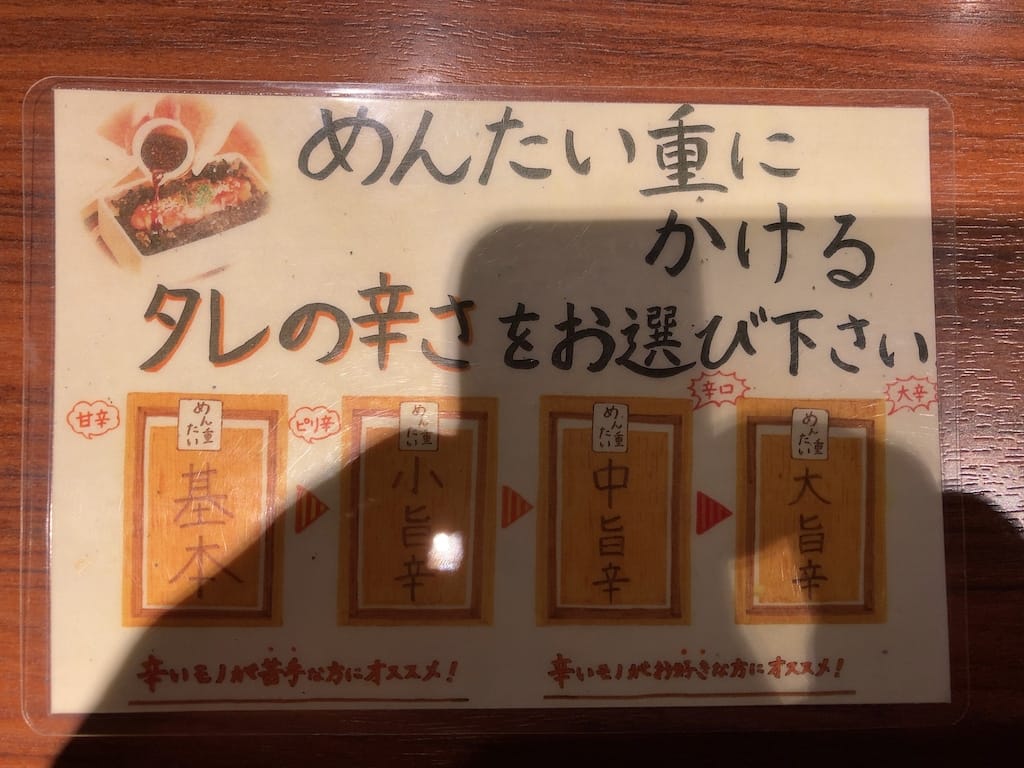 めんたい重に
かける
タレの辛さをお選び下さい
甘辛
めんたい重
基本
ピリ辛
めんたい重
小旨辛
辛口
めんたい重
中旨辛
大辛
めんたい重
大旨辛
辛いモノが苦手な方にオススメ!
辛いモノがお好きな方にオススメ!